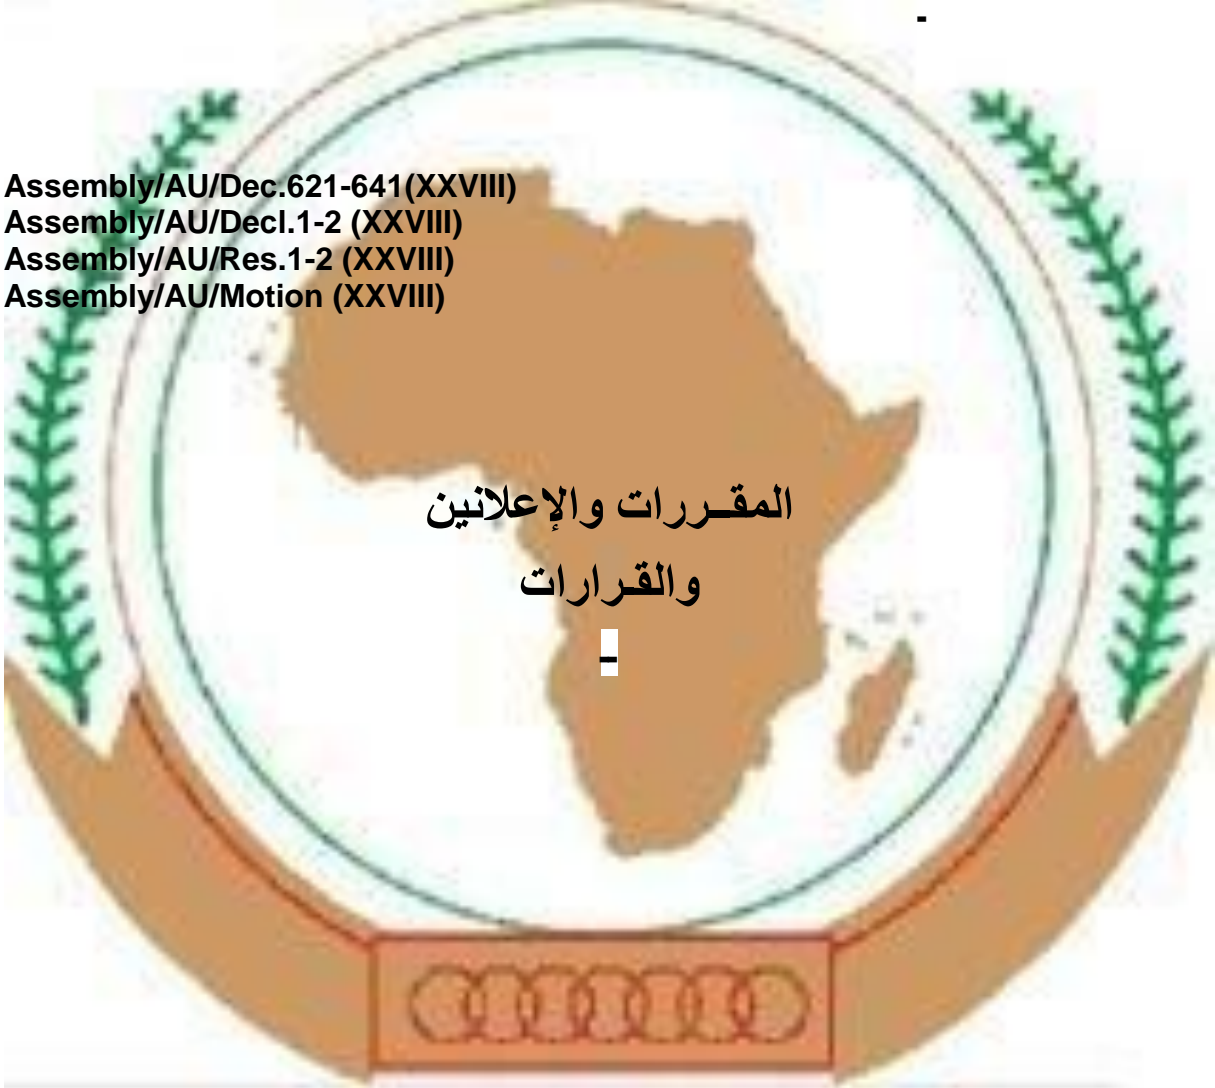 -
Assembly/AU/Dec.621-641(XXVIII)
Assembly/AU/Decl.1-2 (XXVIII)
Assembly/AU/Res.1-2 (XXVIII)
Assembly/AU/Motion (XXVIII)
المقــررات والإعلانين
والقـرارات
-